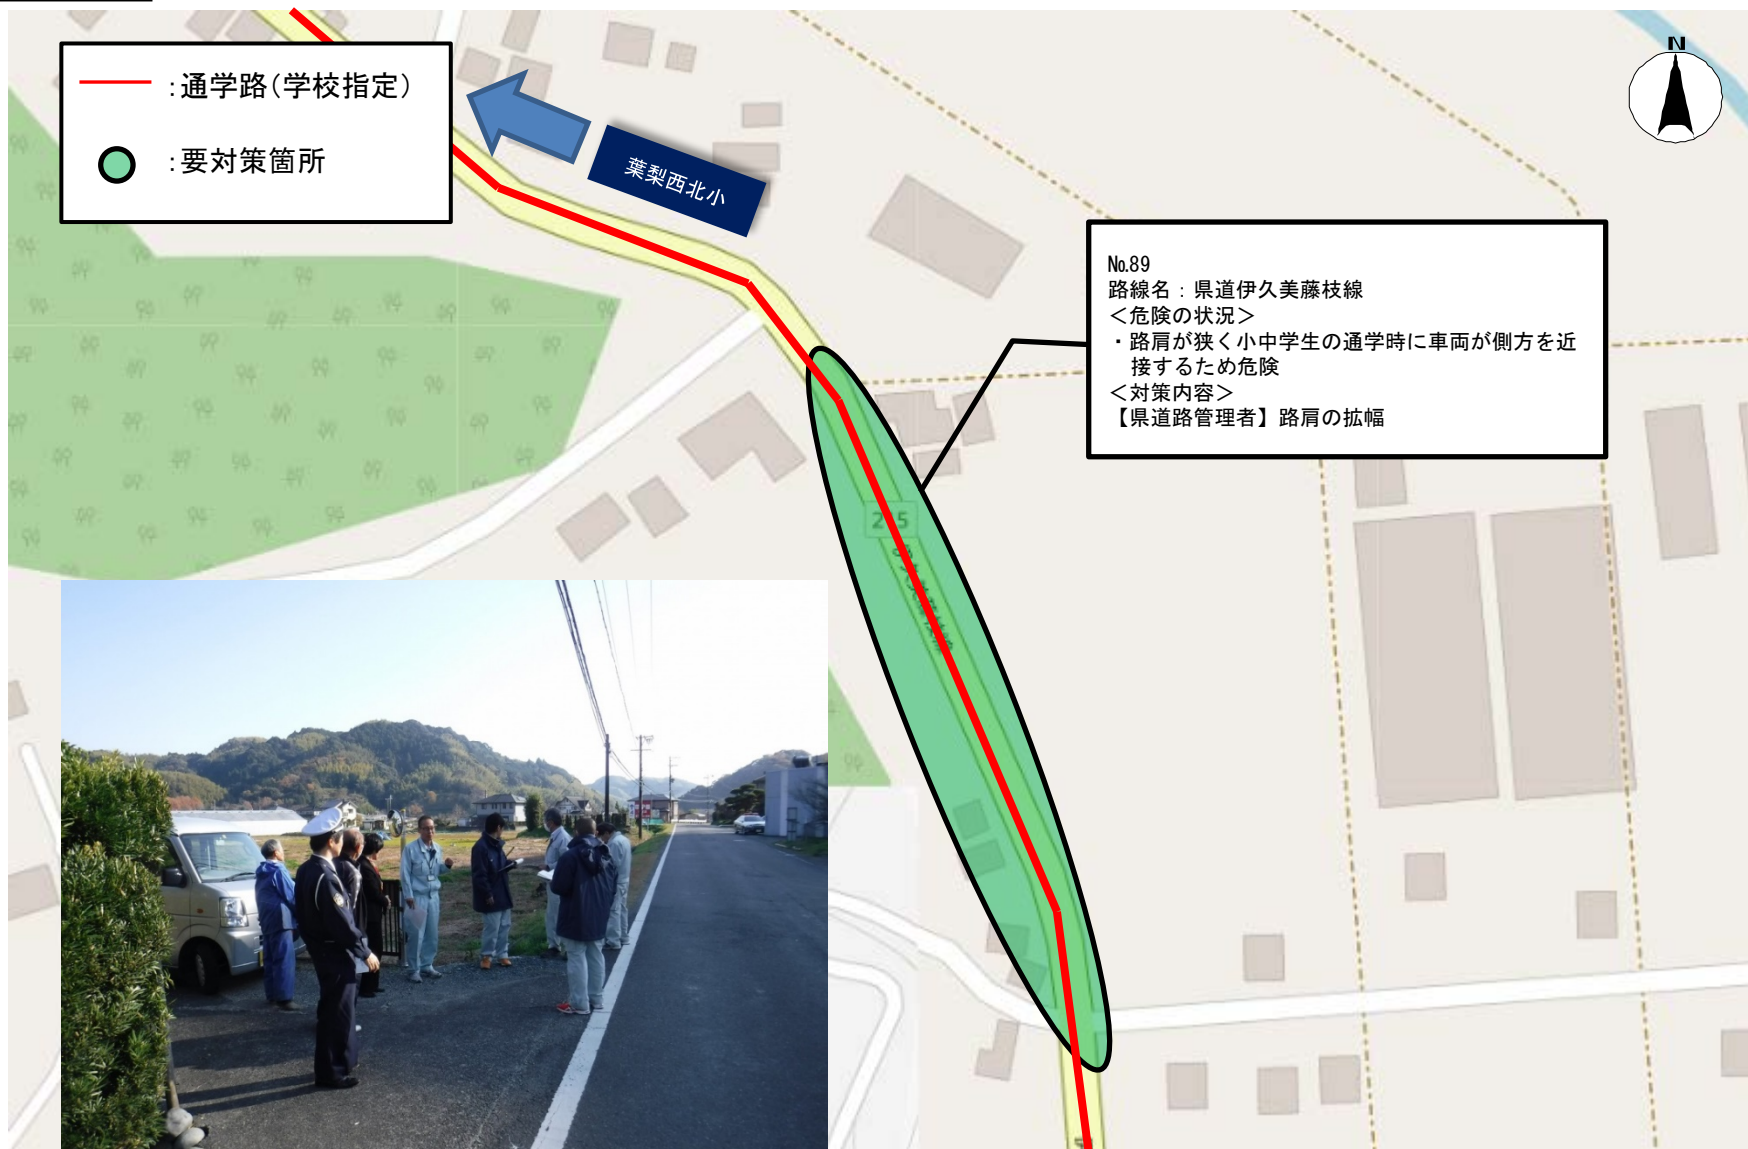 ：通学路（学校指定）
：要対策箇所
葉梨西北小
N
No.89
路線名：県道伊久美藤枝線
＜危険の状況＞
・路肩が狭く小中学生の通学時に車両が側方を近
接するため危険
＜対策内容＞
【県道路管理者】路肩の拡幅